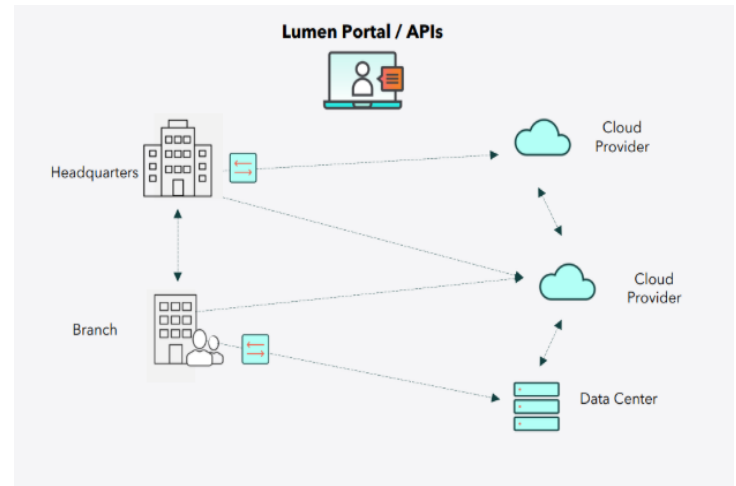 Lumen Portal / APIs
Cloud
Provider
Headquarters
Cloud
Provider
Branch
Data Center